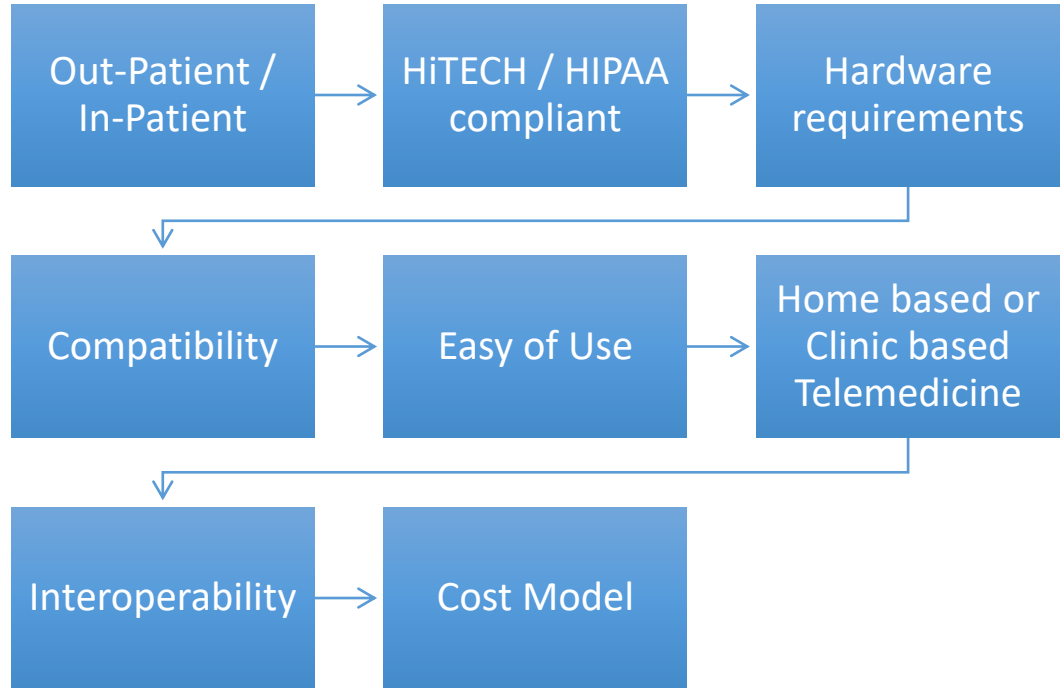 Out-Patient /
In-Patient
HiTECH / HIPAA
compliant
Hardware
requirements
Compatibility
Easy of Use
Home based or
Clinic based
Telemedicine
Interoperability
Cost Model